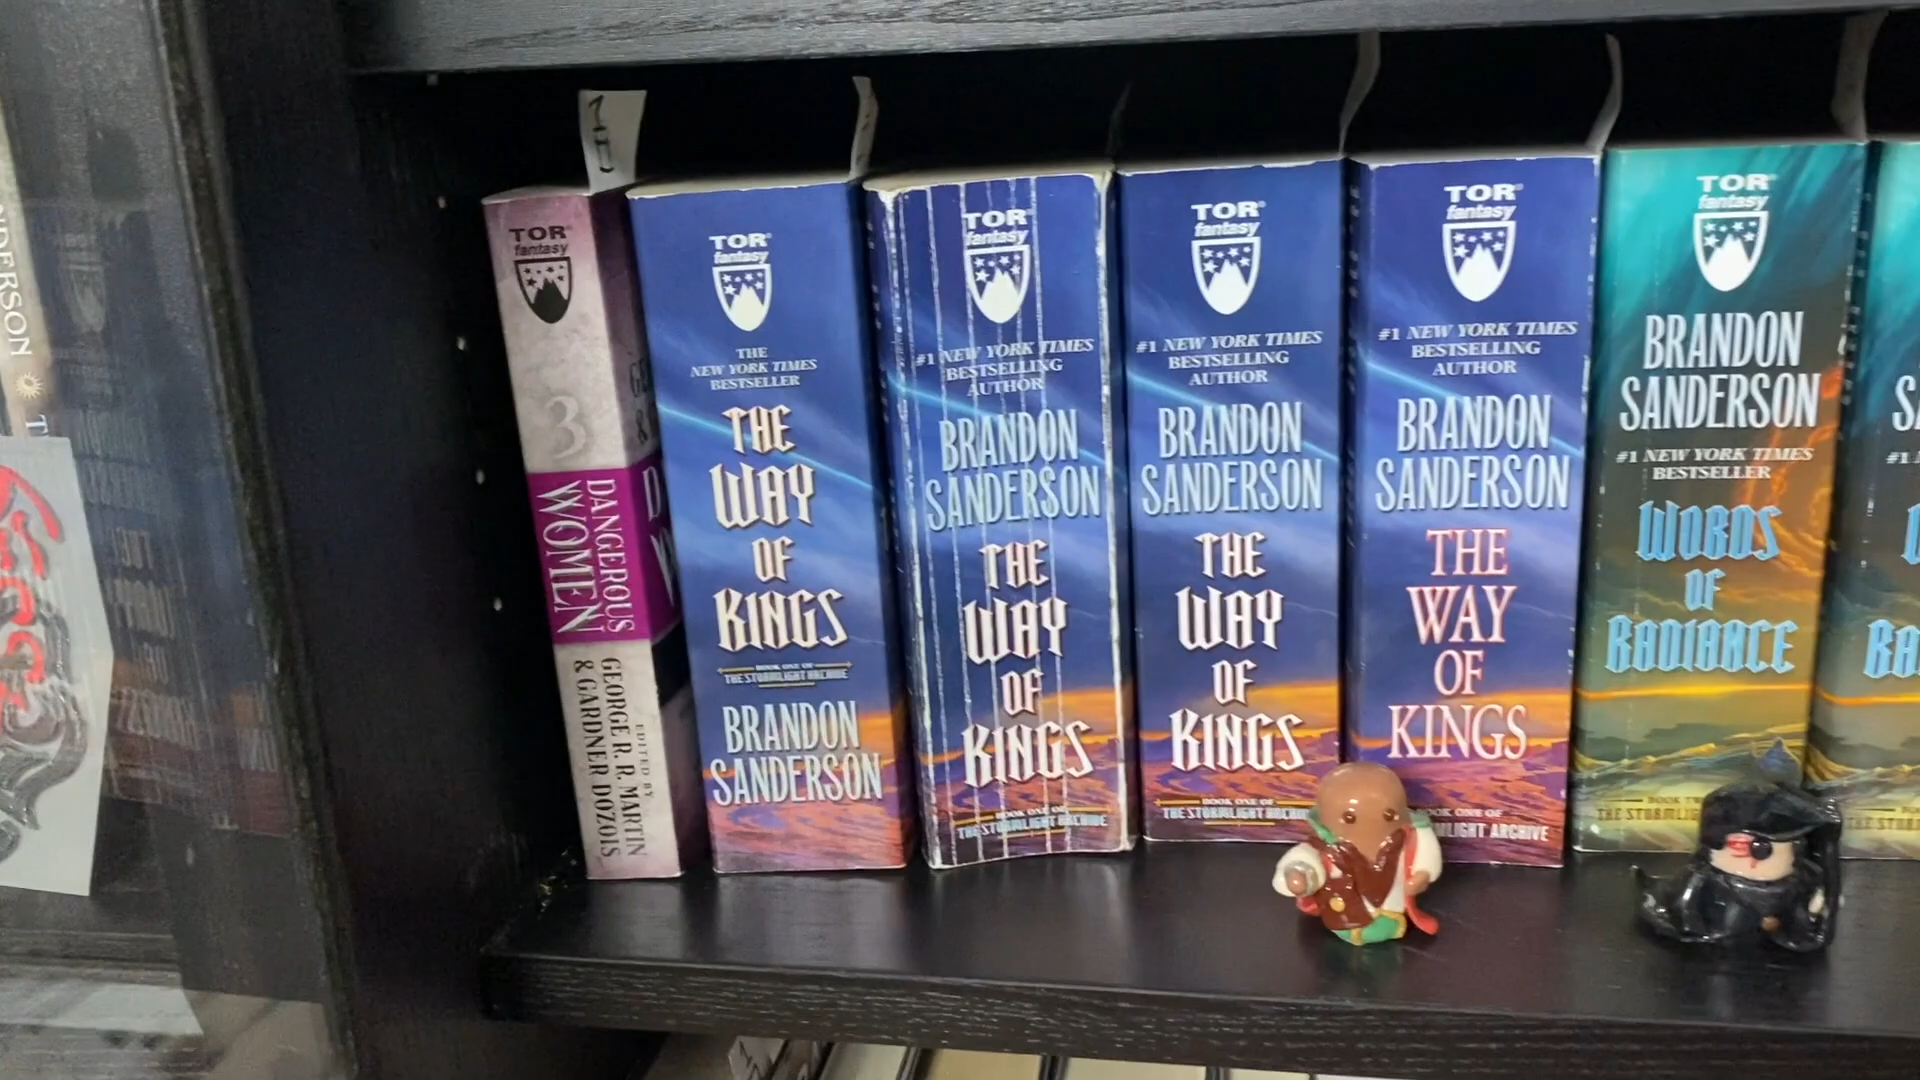 TOR
fantasy
3
DANGEROUS
WOMEN
EDITED BY
GEORGE R. R. MARTIN
& GARDNER DOZOIS
TOR
fantasy
THE
NEW YORK TIMES
BESTSELLER
THE
WAY
OF
KINGS
BOOK ONE OF
THE STORMLIGHT ARCHIVE
BRANDON
SANDERSON
TOR
fantasy
#1 NEW YORK TIMES
BESTSELLING
AUTHOR
BRANDON
SANDERSON
THE
WAY
OF
KINGS
BOOK ONE OF
THE STORMLIGHT ARCHIVE
TOR
fantasy
#1 NEW YORK TIMES
BESTSELLING
AUTHOR
BRANDON
SANDERSON
THE
WAY
OF
KINGS
BOOK ONE OF
THE STORMLIGHT
TOR
fantasy
#1 NEW YORK TIMES
BESTSELLING
AUTHOR
BRANDON
SANDERSON
THE
WAY
OF
KINGS
ONE OF
ARCHIVE
TOR
fantasy
BRANDON
SANDERSON
#1 NEW YORK TIMES
BESTSELLER
WORDS
OF
RADIANCE
BOOK
THE